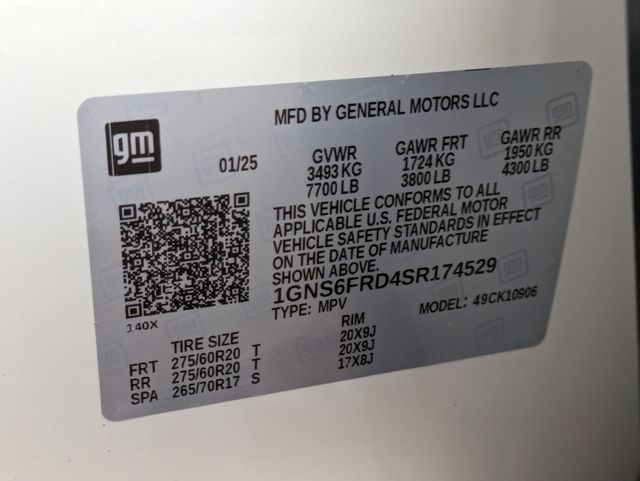 MFD BY GENERAL MOTORS LLC
gm
01/25
GVWR
3493 KG
7700 LB
GAWR FRT
1724 KG
3800 LB
GAWR RR
1950 KG
4300 LB
THIS VEHICLE CONFORMS TO ALL
APPLICABLE U.S. FEDERAL MOTOR
VEHICLE SAFETY STANDARDS IN EFFECT
ON THE DATE OF MANUFACTURE
SHOWN ABOVE.
1GNS6FRD4SR174529
TYPE: MPV
MODEL: 49CK10906
140X
TIRE SIZE
RIM
FRT 275/60R20 T 20X9J
RR 275/60R20 T 20X9J
SPA 265/70R17 S 17X8J